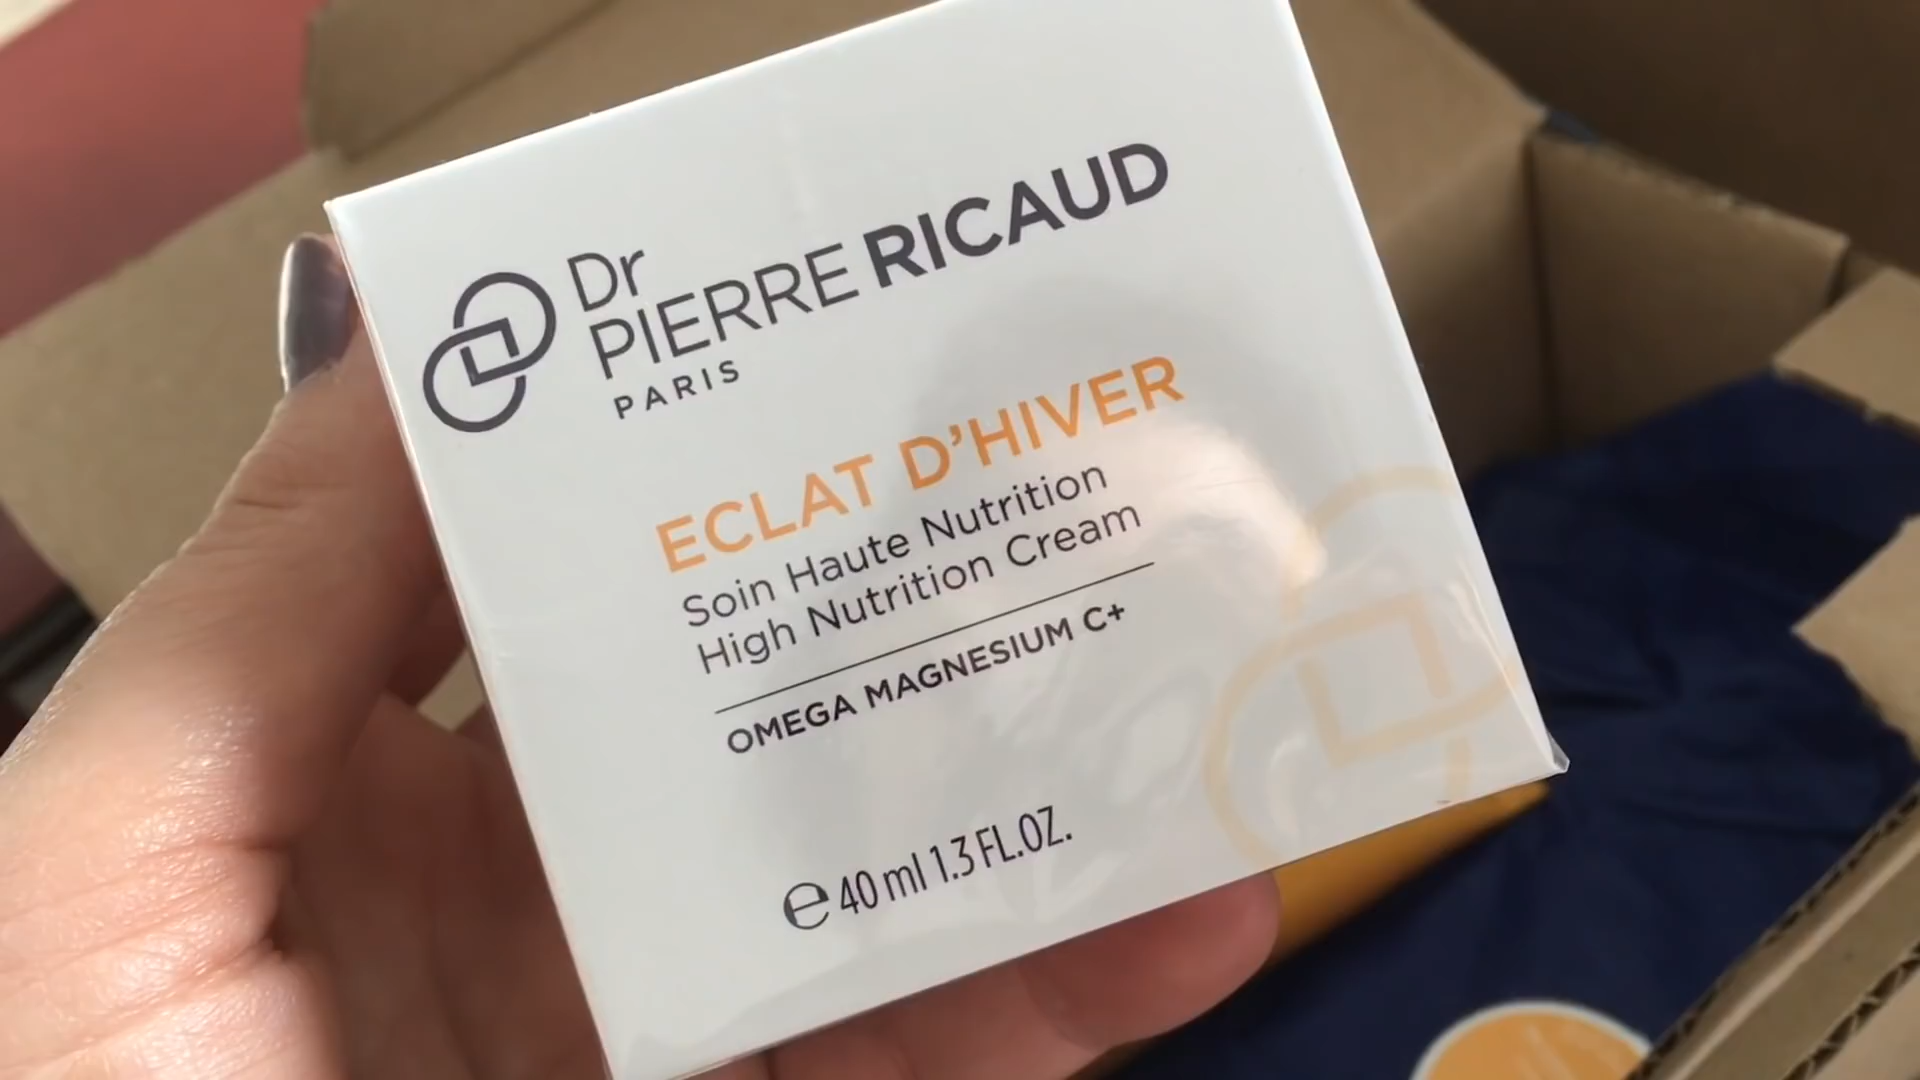 Dr
PIERRE RICAUD
PARIS
ECLAT D'HIVER
Soin Haute Nutrition
High Nutrition Cream
OMEGA MAGNESIUM C+
℮ 40 ml 1.3 FL.OZ.